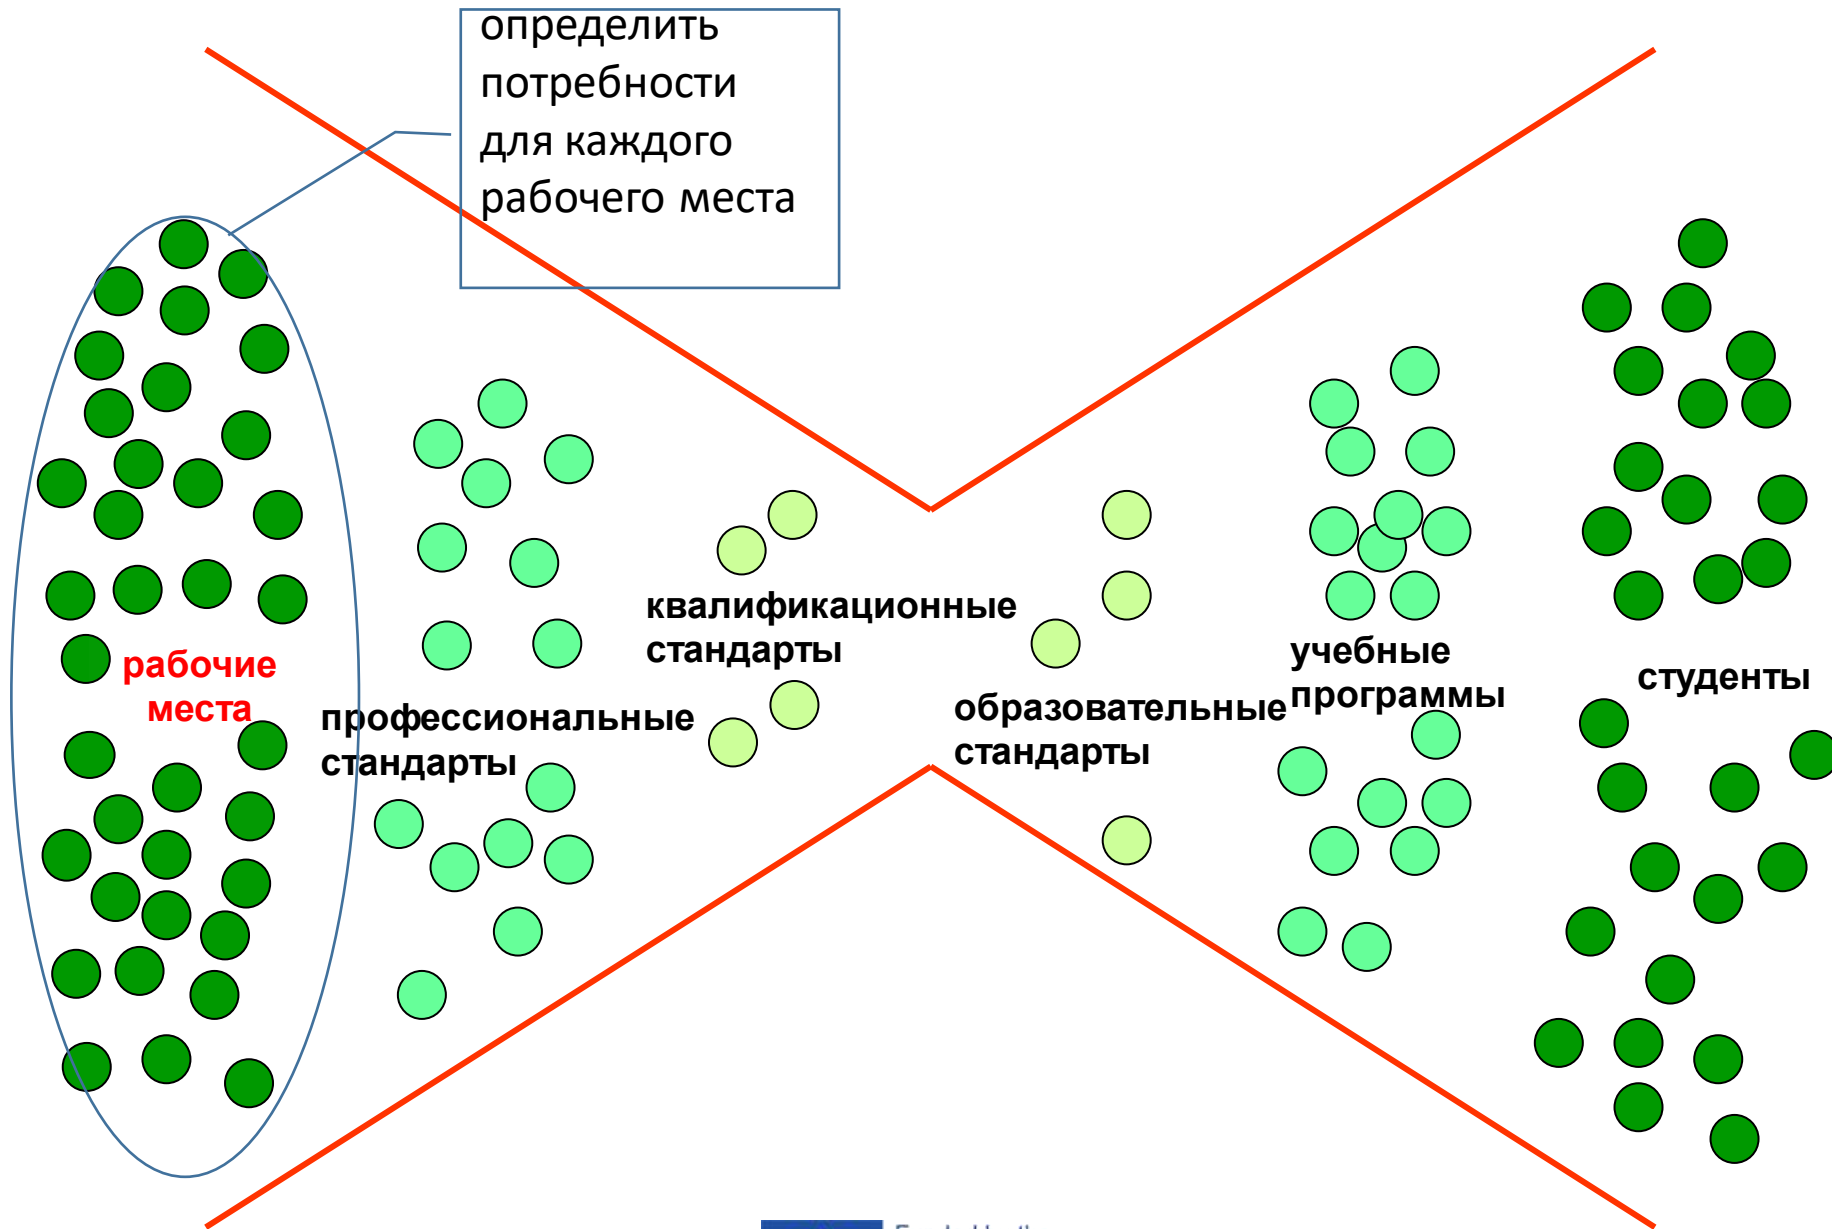 определить
потребности
для каждого
рабочего места
квалификационные
стандарты
рабочие
места
профессиональные
стандарты
образовательные
стандарты
учебные
программы
студенты